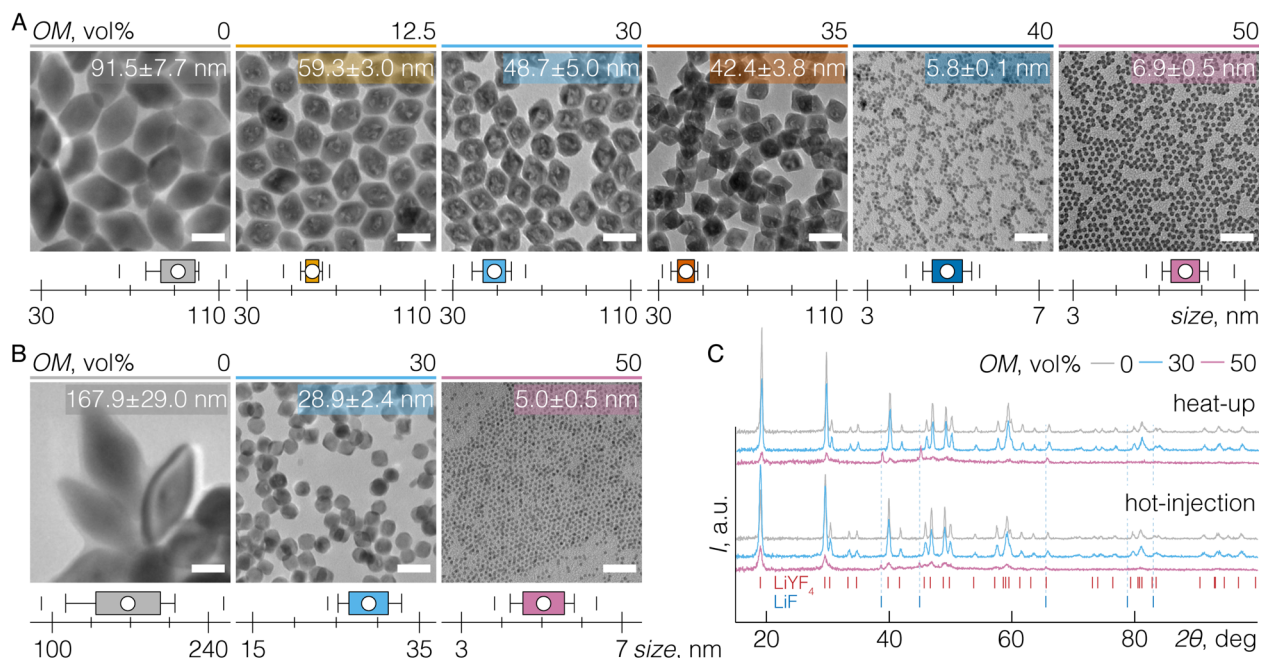 A
OM, vol% 0 12.5 30 35 40 50
91.5±7.7 nm 59.3±3.0 nm 48.7±5.0 nm 42.4±3.8 nm 5.8±0.1 nm 6.9±0.5 nm
30 110 30 110 30 110 30 110 3 7 3 size, nm
B
OM, vol% 0 30 50
167.9±29.0 nm 28.9±2.4 nm 5.0±0.5 nm
100 240 15 35 3 7 size, nm
C
OM, vol% 0 30 50
heat-up
hot-injection
I, a.u.
LiYF4
LiF
20 40 60 80 2θ, deg